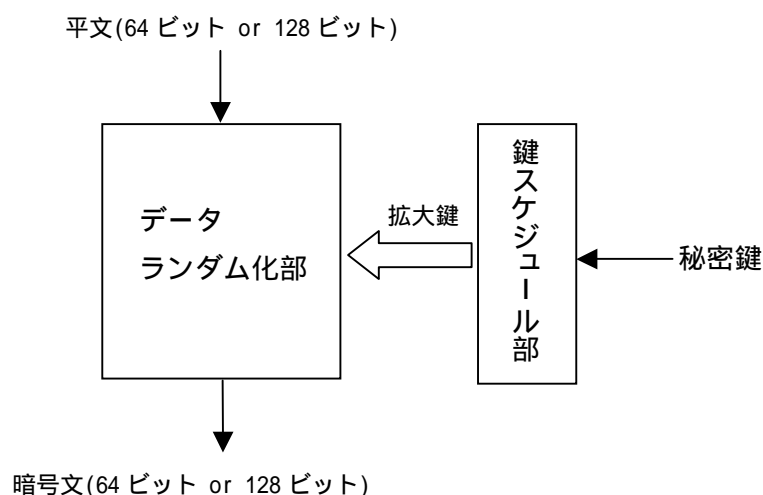 平文(64 ビット or 128 ビット)
データ
ランダム化部
拡大鍵
鍵スケジュール部
秘密鍵
暗号文(64 ビット or 128 ビット)